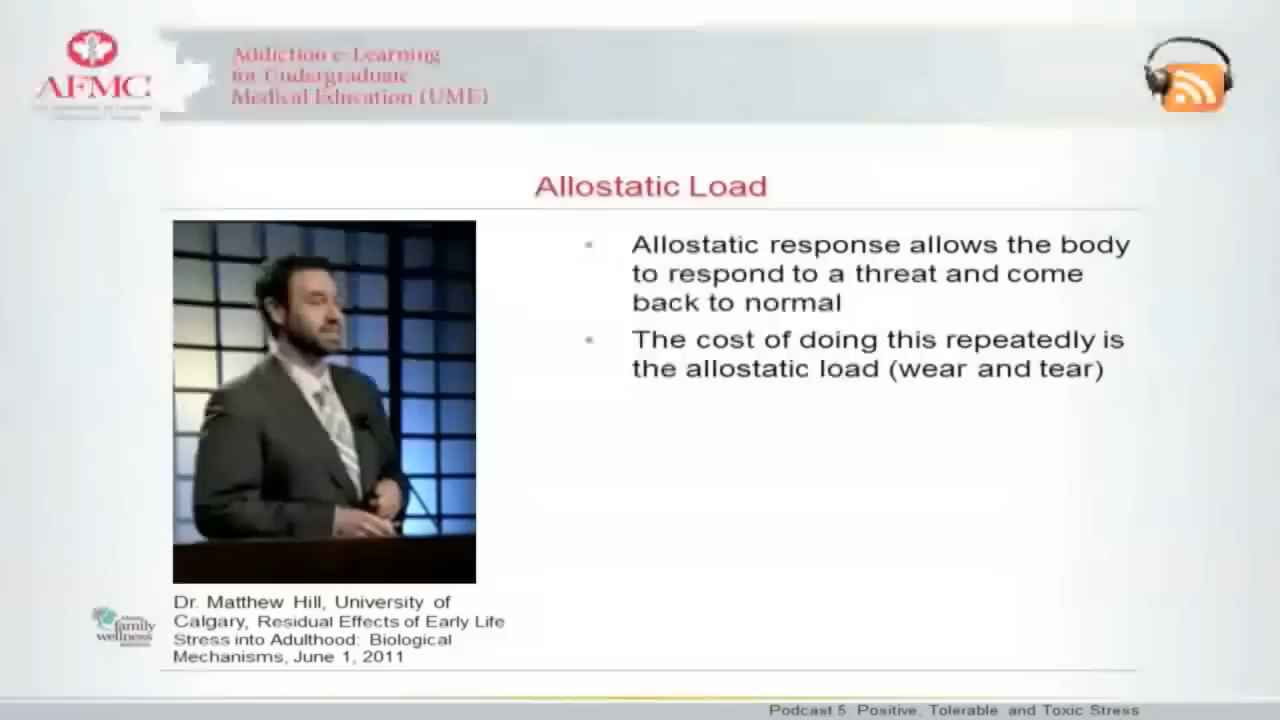 AFMC
Addiction e-Learning
for Undergraduate
Medical Education (UME)
Allostatic Load
Allostatic response allows the body
to respond to a threat and come
back to normal
The cost of doing this repeatedly is
the allostatic load (wear and tear)
family
wellness
Dr. Matthew Hill, University of
Calgary, Residual Effects of Early Life
Stress into Adulthood: Biological
Mechanisms, June 1, 2011
Podcast 5 Positive, Tolerable and Toxic Stress